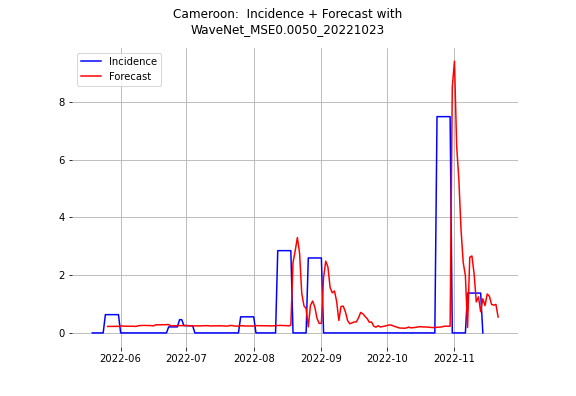 Cameroon:  Incidence + Forecast with
WaveNet_MSE0.0050_20221023
Incidence
Forecast
8
6
4
2
0
2022-06 2022-07 2022-08 2022-09 2022-10 2022-11